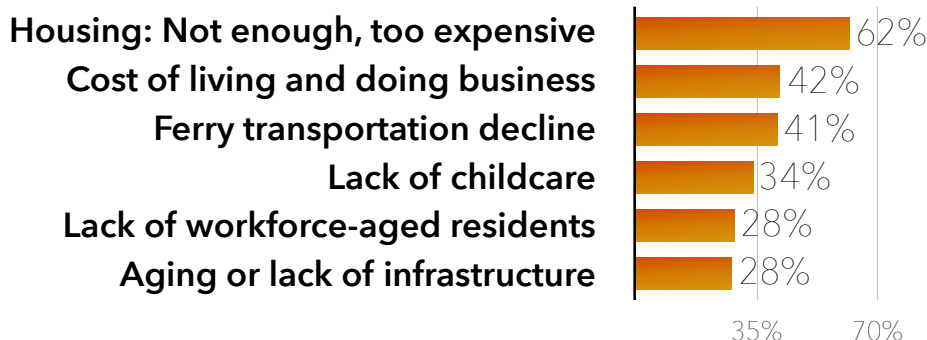 Housing: Not enough, too expensive 62%
Cost of living and doing business 42%
Ferry transportation decline 41%
Lack of childcare 34%
Lack of workforce-aged residents 28%
Aging or lack of infrastructure 28%
35% 70%